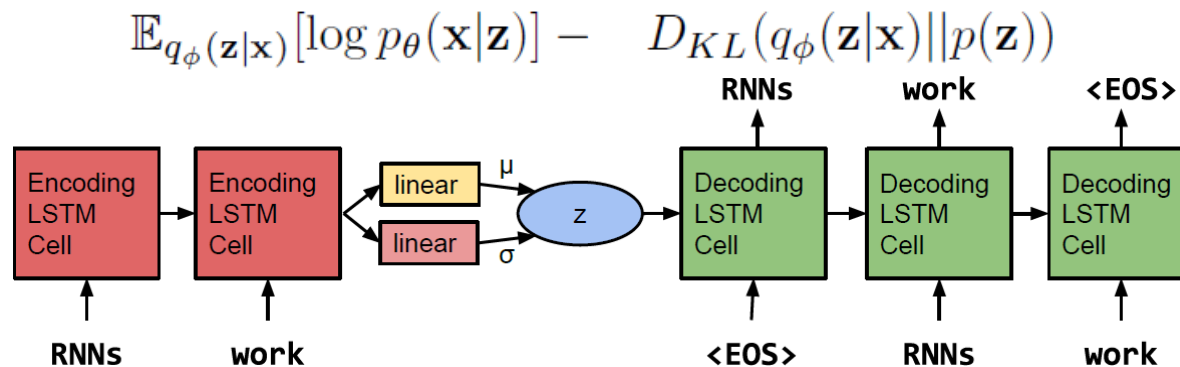 𝔼_{q_ϕ(𝐳|𝐱)}[log p_θ(𝐱|𝐳)] − D_{KL}(q_ϕ(𝐳|𝐱)||p(𝐳))
RNNs work <EOS>
Encoding LSTM Cell
Encoding LSTM Cell
linear
μ
linear
σ
z
Decoding LSTM Cell
Decoding LSTM Cell
Decoding LSTM Cell
RNNs work <EOS> RNNs work